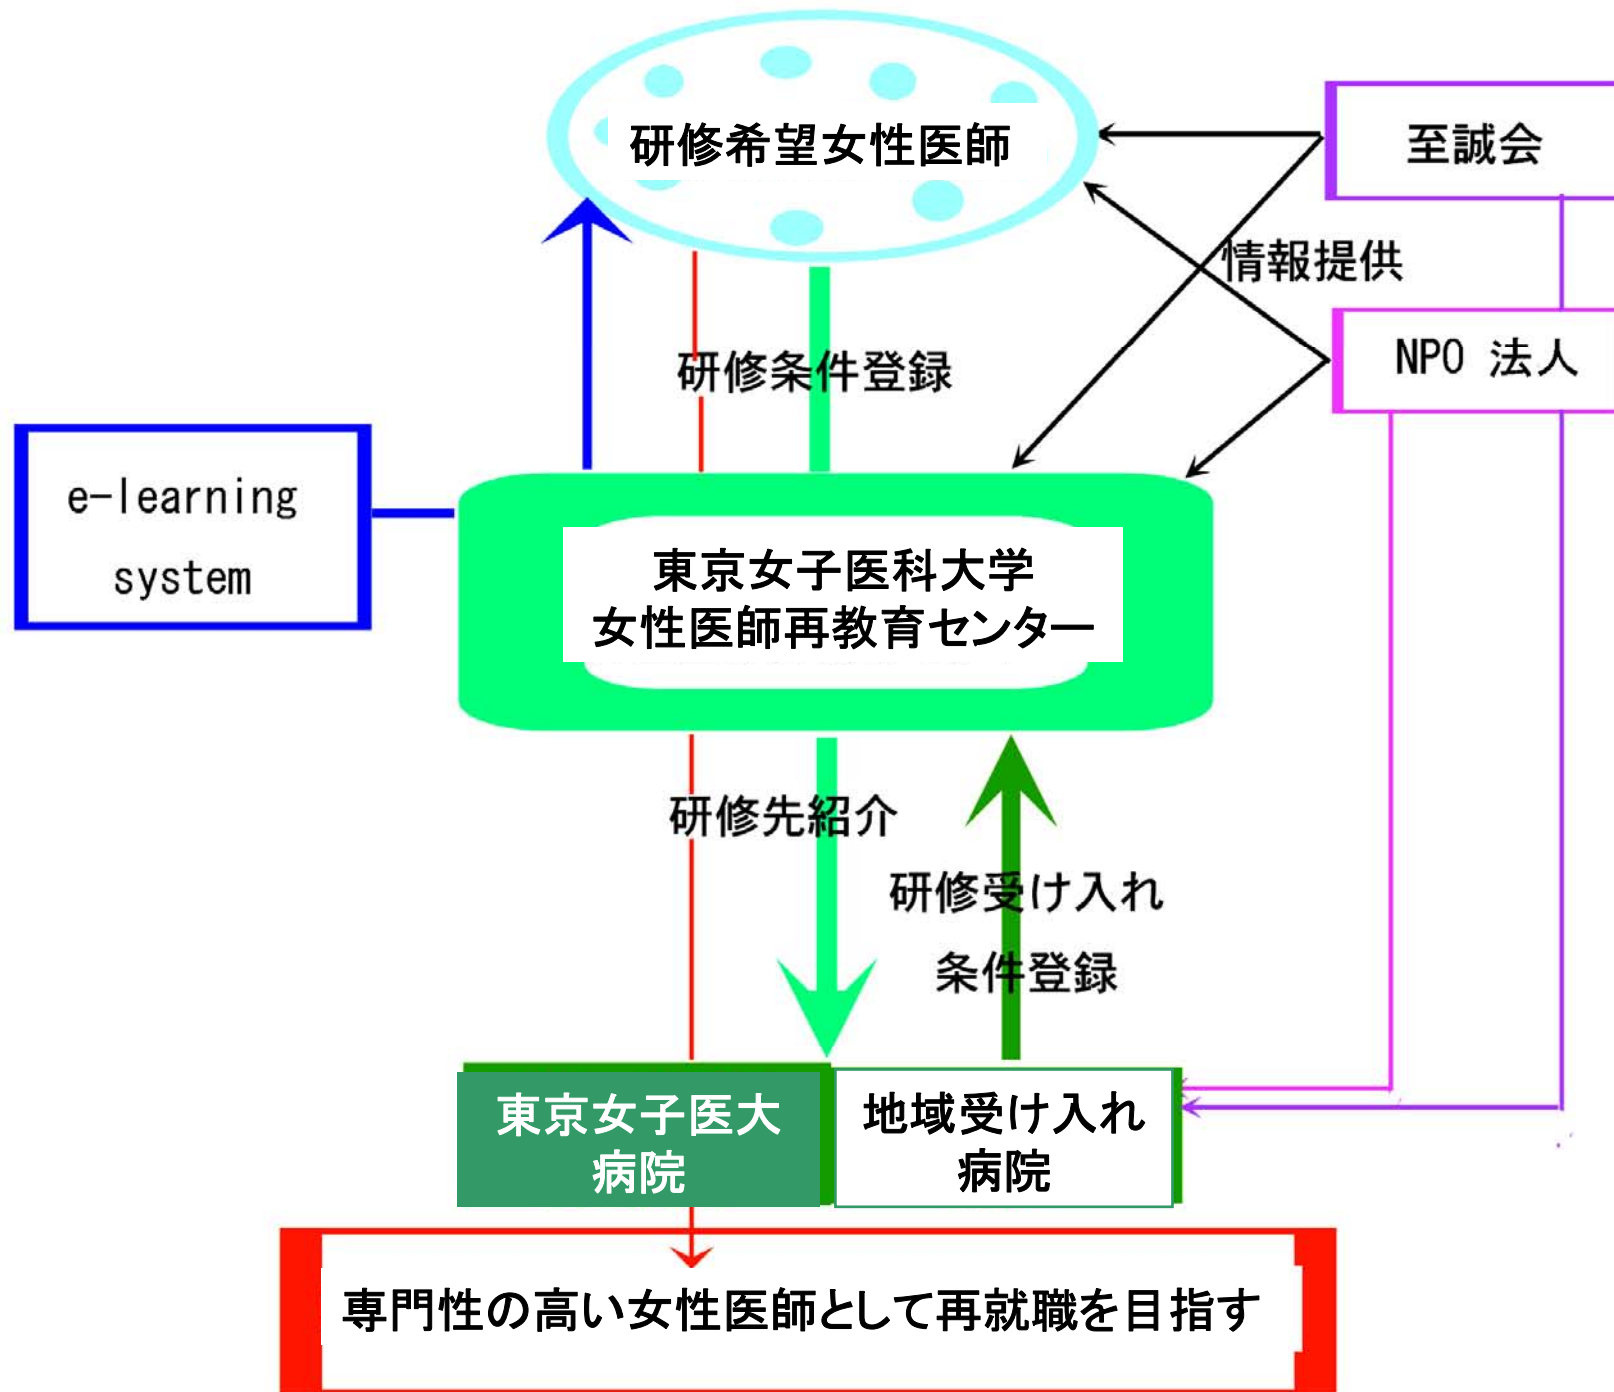 研修希望女性医師
至誠会
情報提供
NPO 法人
研修条件登録
e-learning
system
東京女子医科大学
女性医師再教育センター
研修先紹介
研修受け入れ
条件登録
東京女子医大
病院
地域受け入れ
病院
専門性の高い女性医師として再就職を目指す